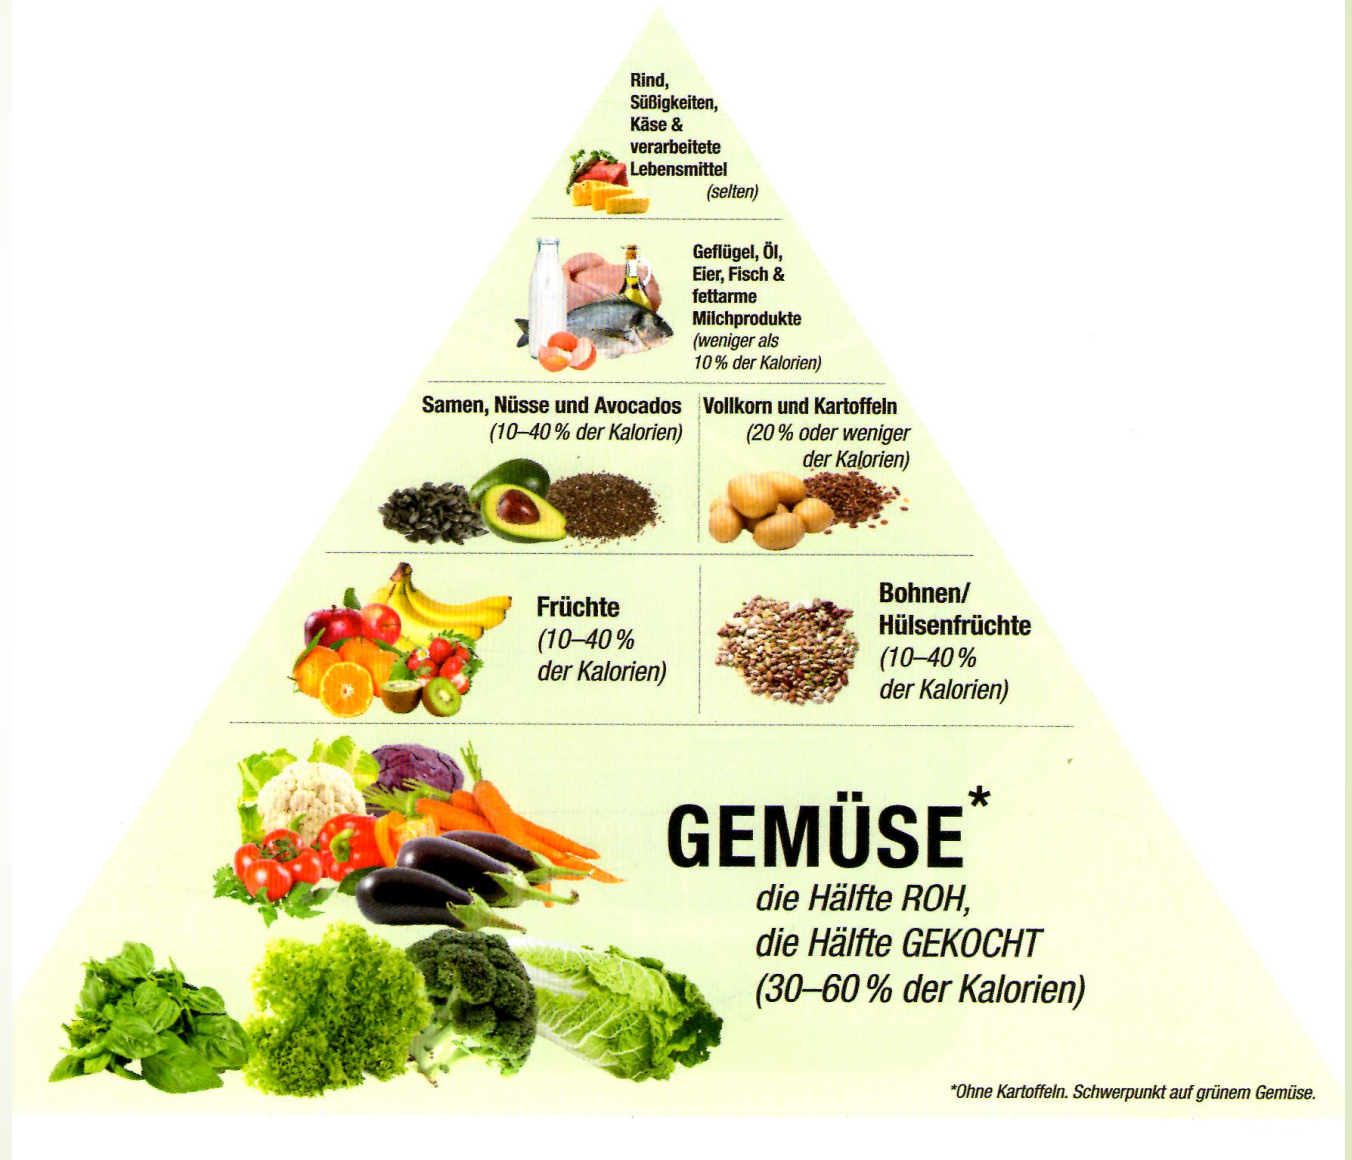 Rind,
Süßigkeiten,
Käse &
verarbeitete
Lebensmittel
(selten)
Geflügel, Öl,
Eier, Fisch &
fettarme
Milchprodukte
(weniger als
10 % der Kalorien)
Samen, Nüsse und Avocados
(10–40 % der Kalorien)
Vollkorn und Kartoffeln
(20 % oder weniger
der Kalorien)
Früchte
(10–40 %
der Kalorien)
Bohnen/
Hülsenfrüchte
(10–40 %
der Kalorien)
GEMÜSE*
die Hälfte ROH,
die Hälfte GEKOCHT
(30–60 % der Kalorien)
*Ohne Kartoffeln. Schwerpunkt auf grünem Gemüse.